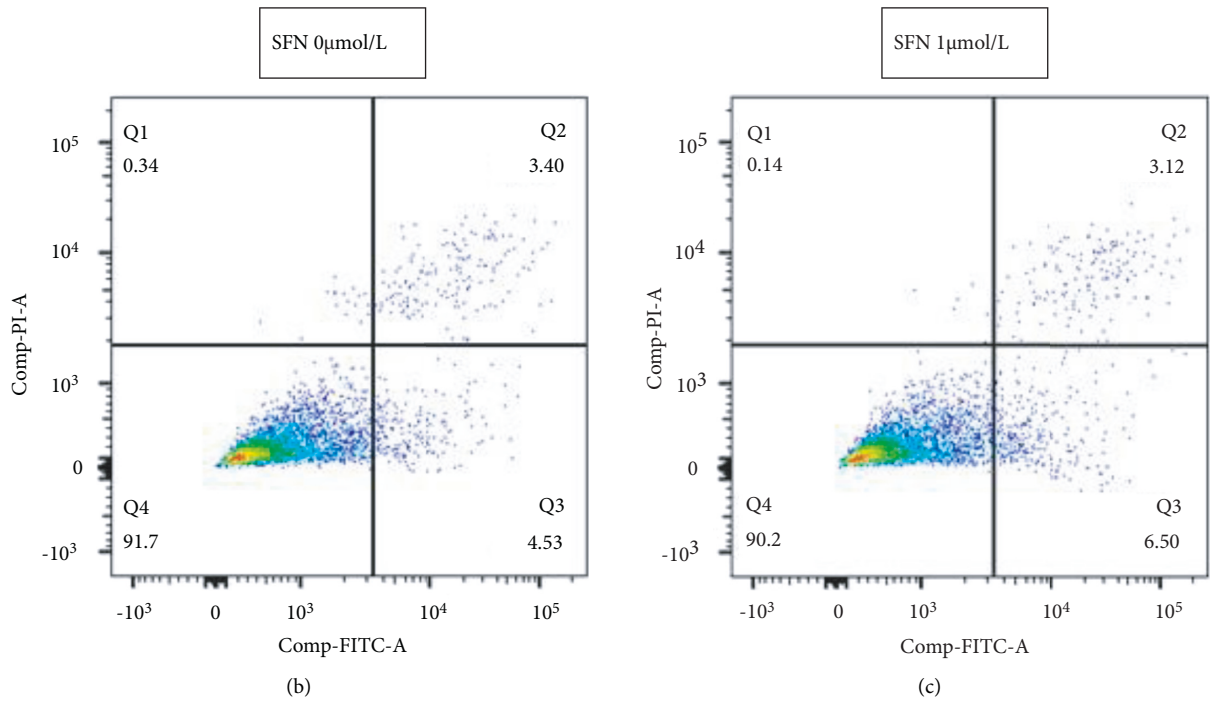 SFN 0μmol/L
Q1
0.34
Q2
3.40
Q4
91.7
Q3
4.53
10⁵
10⁴
10³
0
-10³
Comp-PI-A
-10³
0
10³
10⁴
10⁵
Comp-FITC-A
(b)
SFN 1μmol/L
Q1
0.14
Q2
3.12
Q4
90.2
Q3
6.50
10⁵
10⁴
10³
0
-10³
Comp-PI-A
-10³
0
10³
10⁴
10⁵
Comp-FITC-A
(c)